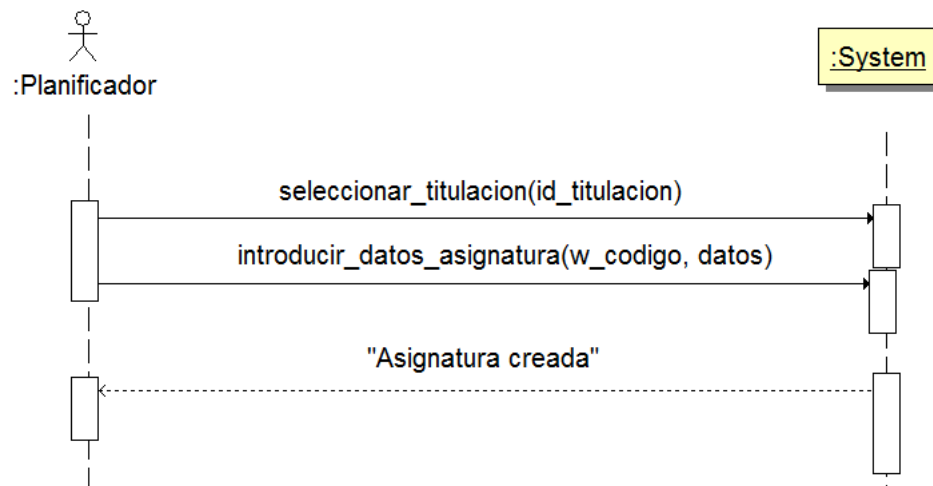 :Planificador
:System
seleccionar_titulacion(id_titulacion)
introducir_datos_asignatura(w_codigo, datos)
"Asignatura creada"